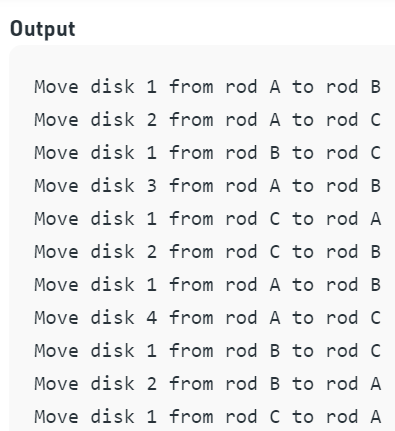 Output
Move disk 1 from rod A to rod B
Move disk 2 from rod A to rod C
Move disk 1 from rod B to rod C
Move disk 3 from rod A to rod B
Move disk 1 from rod C to rod A
Move disk 2 from rod C to rod B
Move disk 1 from rod A to rod B
Move disk 4 from rod A to rod C
Move disk 1 from rod B to rod C
Move disk 2 from rod B to rod A
Move disk 1 from rod C to rod A